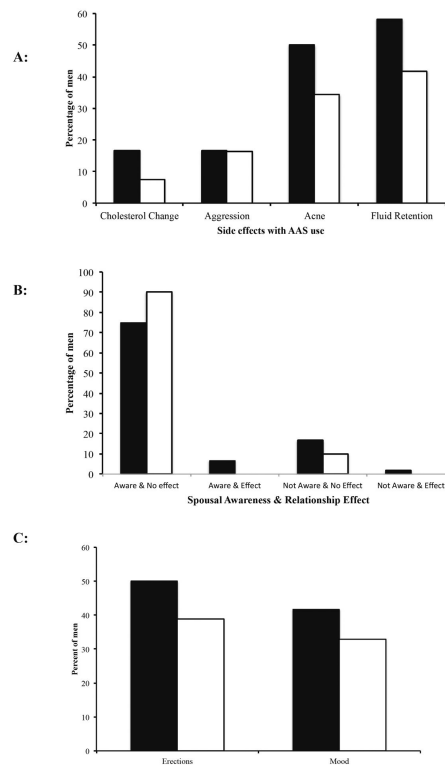 A:
Percentage of men
60
50
40
30
20
10
0
Cholesterol Change Aggression Acne Fluid Retention
Side effects with AAS use
B:
Percentage of men
100
90
80
70
60
50
40
30
20
10
0
Aware & No effect Aware & Effect Not Aware & No Effect Not Aware & Effect
Spousal Awareness & Relationship Effect
C:
Percent of men
60
50
40
30
20
10
0
Erections Mood